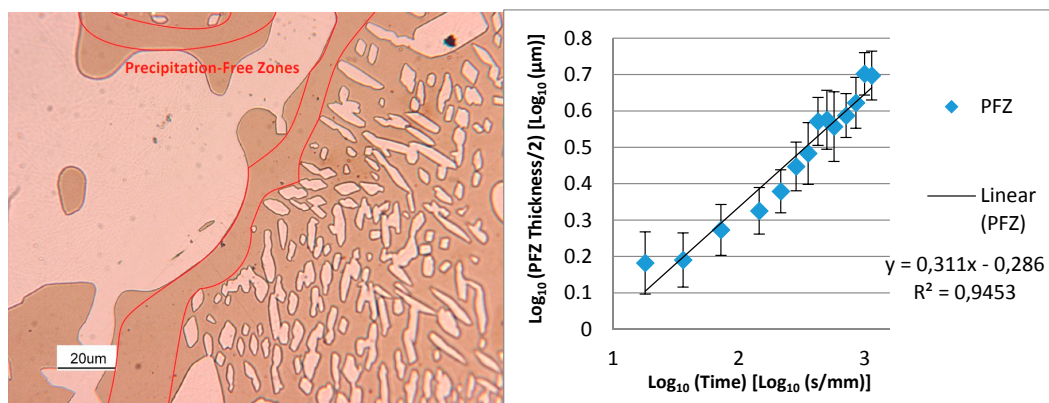 Precipitation-Free Zones
20um
Log₁₀ (PFZ Thickness/2) [Log₁₀ (µm)]
0.8
0.7
0.6
0.5
0.4
0.3
0.2
0.1
0
1
2
3
Log₁₀ (Time) [Log₁₀ (s/mm)]
PFZ
Linear
(PFZ)
y = 0,311x - 0,286
R² = 0,9453